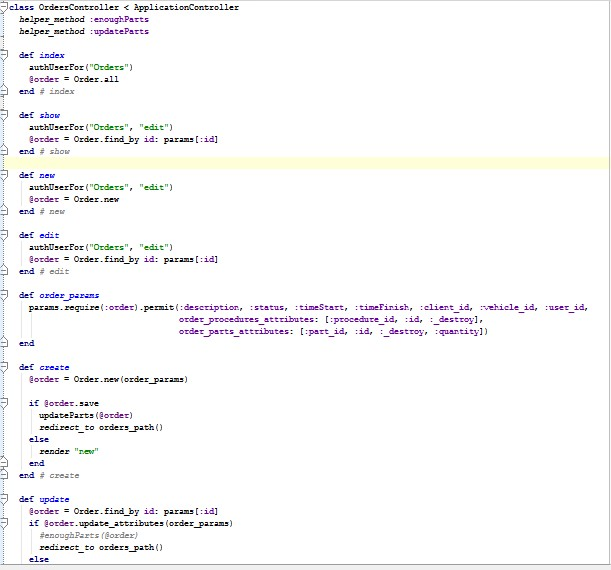 class OrdersController < ApplicationController
helper_method :enoughParts
helper_method :updateParts
def index
authUserFor("Orders")
@order = Order.all
end # index
def show
authUserFor("Orders", "edit")
@order = Order.find_by id: params[:id]
end # show
def new
authUserFor("Orders", "edit")
@order = Order.new
end # new
def edit
authUserFor("Orders", "edit")
@order = Order.find_by id: params[:id]
end # edit
def order_params
params.require(:order).permit(:description, :status, :timeStart, :timeFinish, :client_id, :vehicle_id, :user_id,
order_procedures_attributes: [:procedure_id, :id, :_destroy],
order_parts_attributes: [:part_id, :id, :_destroy, :quantity])
end
def create
@order = Order.new(order_params)
if @order.save
updateParts(@order)
redirect_to orders_path()
else
render "new"
end
end # create
def update
@order = Order.find_by id: params[:id]
if @order.update_attributes(order_params)
#enoughParts(@order)
redirect_to orders_path()
else